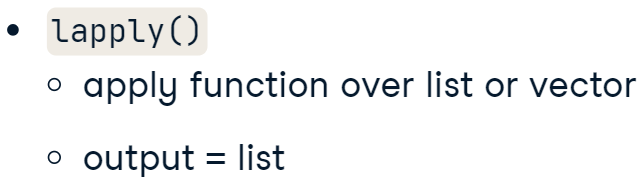 • lapply()
○ apply function over list or vector
○ output = list